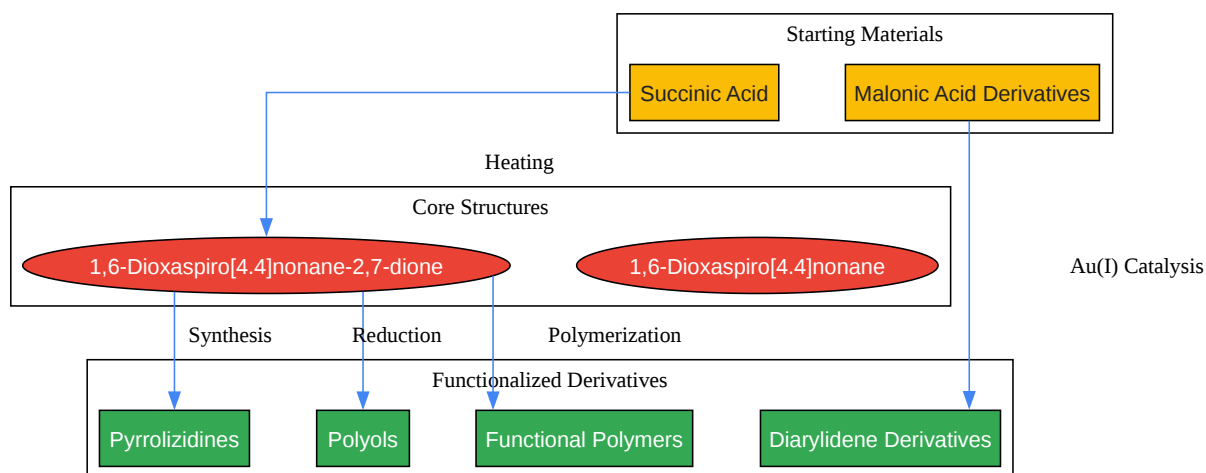 Starting Materials
Succinic Acid
Malonic Acid Derivatives
Heating
Core Structures
1,6-Dioxaspiro[4.4]nonane-2,7-dione
1,6-Dioxaspiro[4.4]nonane
Au(I) Catalysis
Synthesis
Reduction
Polymerization
Functionalized Derivatives
Pyrrolizidines
Polyols
Functional Polymers
Diarylidene Derivatives